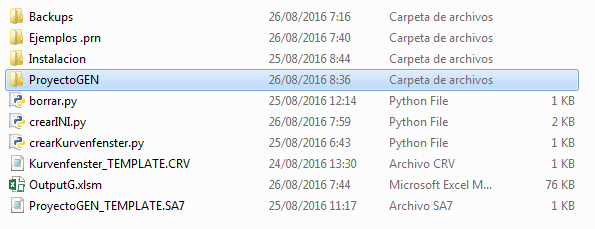 Backups 26/08/2016 7:16 Carpeta de archivos
Ejemplos .prn 26/08/2016 7:40 Carpeta de archivos
Instalacion 25/08/2016 8:44 Carpeta de archivos
ProyectoGEN 26/08/2016 8:36 Carpeta de archivos
borrar.py 25/08/2016 12:14 Python File 1 KB
crearINI.py 26/08/2016 7:59 Python File 2 KB
crearKurvenfenster.py 25/08/2016 6:43 Python File 1 KB
Kurvenfenster_TEMPLATE.CRV 24/08/2016 13:30 Archivo CRV 1 KB
OutputG.xlsm 26/08/2016 7:44 Microsoft Excel M... 76 KB
ProyectoGEN_TEMPLATE.SA7 25/08/2016 11:17 Archivo SA7 1 KB